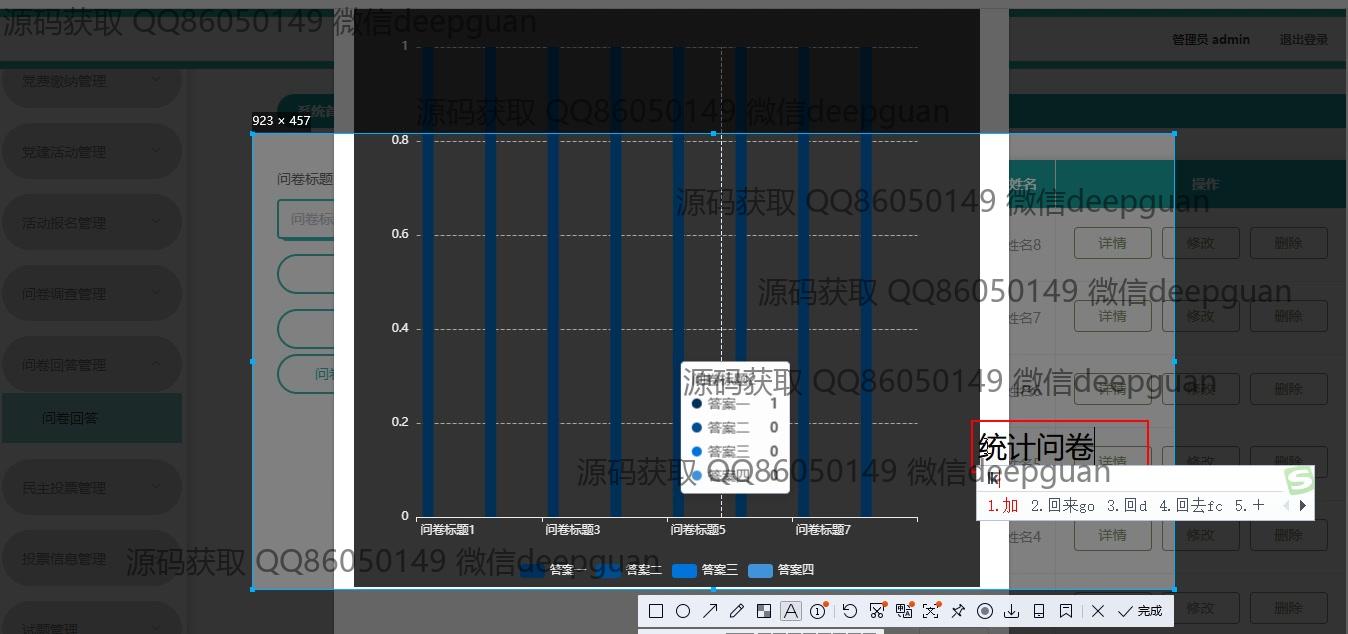 源码获取 QQ86050149 微信deepguan
管理员 admin
退出登录
党费缴纳管理
党建活动管理
活动报名管理
问卷调查管理
问卷回答管理
问卷回答
民主投票管理
投票信息管理
试题管理
923 × 457
系统首
问卷标题
问卷标
问卷
1
0.8
0.6
0.4
0.2
0
源码获取 QQ86050149 微信deepguan
源码获取 QQ86050149 微信deepguan
源码获取 QQ86050149 微信deepguan
源码获取 QQ86050149 微信deepguan
答案一 1
答案二 0
答案三 0
答案四 0
源码获取 QQ86050149 微信deepguan
问卷标题1
问卷标题3
问卷标题5
问卷标题7
答案一
答案二
答案三
答案四
源码获取 QQ86050149 微信deepguan
姓名
操作
姓名8 详情 修改 删除
姓名7 详情 修改 删除
详情 修改 删除
详情 修改 删除
姓名4 详情 修改 删除
修改 删除
统计问卷
1.加 2.回来go 3.回d 4.回去fc 5.十
完成